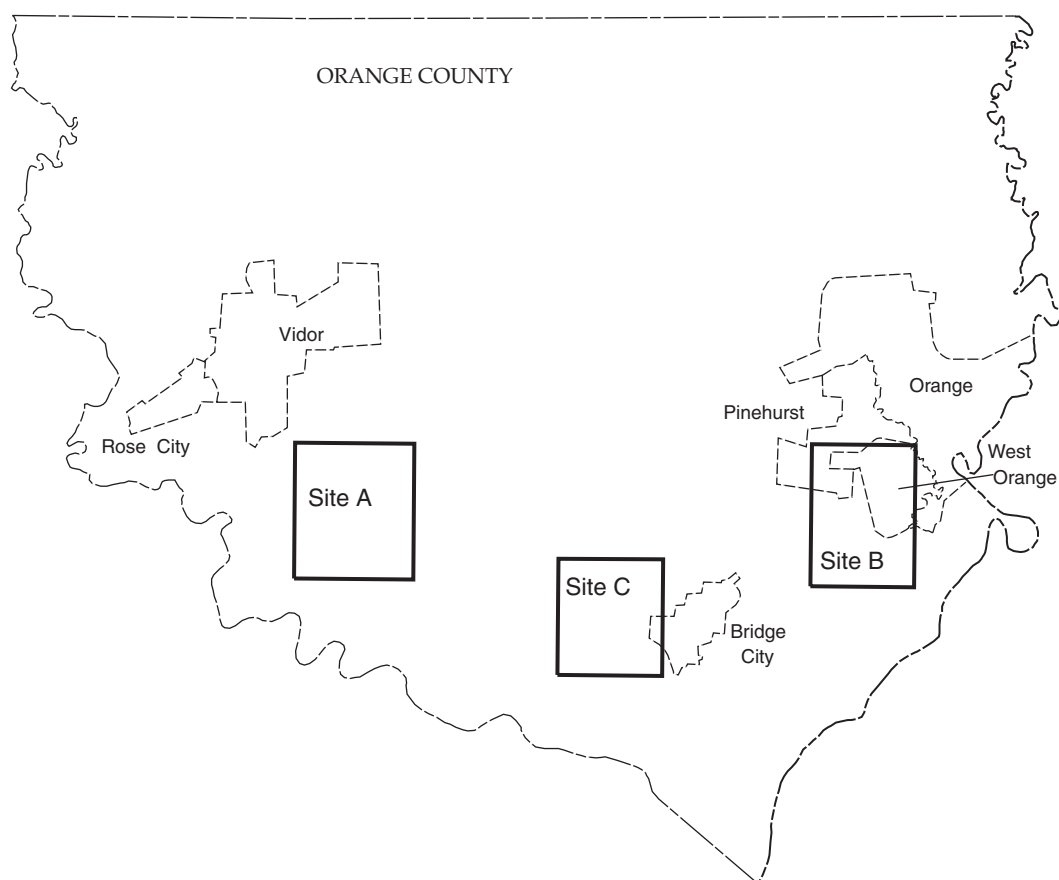 ORANGE COUNTY
Vidor
Rose City
Orange
Pinehurst
West
Orange
Site A
Site B
Site C
Bridge
City